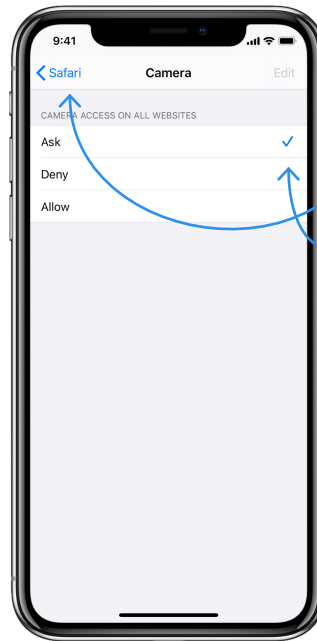 9:41
Safari Camera Edit
CAMERA ACCESS ON ALL WEBSITES
Ask
Deny
Allow